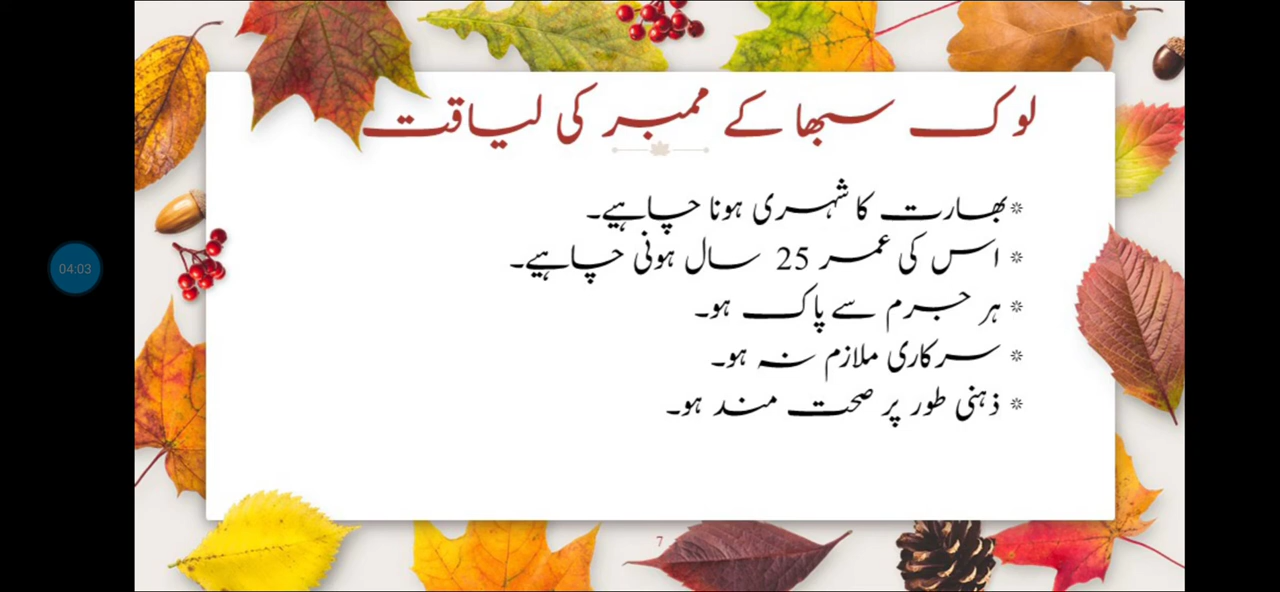 لوک سبھا کے ممبر کی لیاقت
بھارت کا شہری ہونا چاہیے۔
اس کی عمر 25 سال ہونی چاہیے۔
ہر جرم سے پاک ہو۔
سرکاری ملازم نہ ہو۔
ذہنی طور پر صحت مند ہو۔
7
04:03